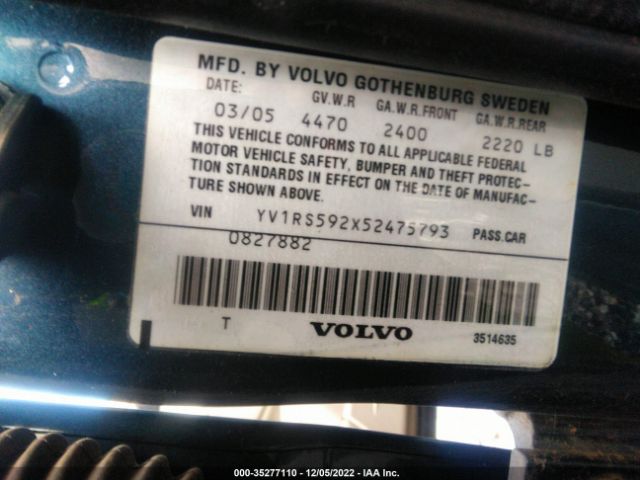 MFD. BY VOLVO GOTHENBURG SWEDEN
DATE: G.V.W.R GA.W.R.FRONT GA.W.R.REAR
03/05 4470 2400 2220 LB
THIS VEHICLE CONFORMS TO ALL APPLICABLE FEDERAL
MOTOR VEHICLE SAFETY, BUMPER AND THEFT PROTEC-
TION STANDARDS IN EFFECT ON THE DATE OF MANUFAC-
TURE SHOWN ABOVE.
VIN YV1RS592X52475793 PASS.CAR
0827882
T VOLVO 3514635
000-35277110 - 12/05/2022 - IAA Inc.